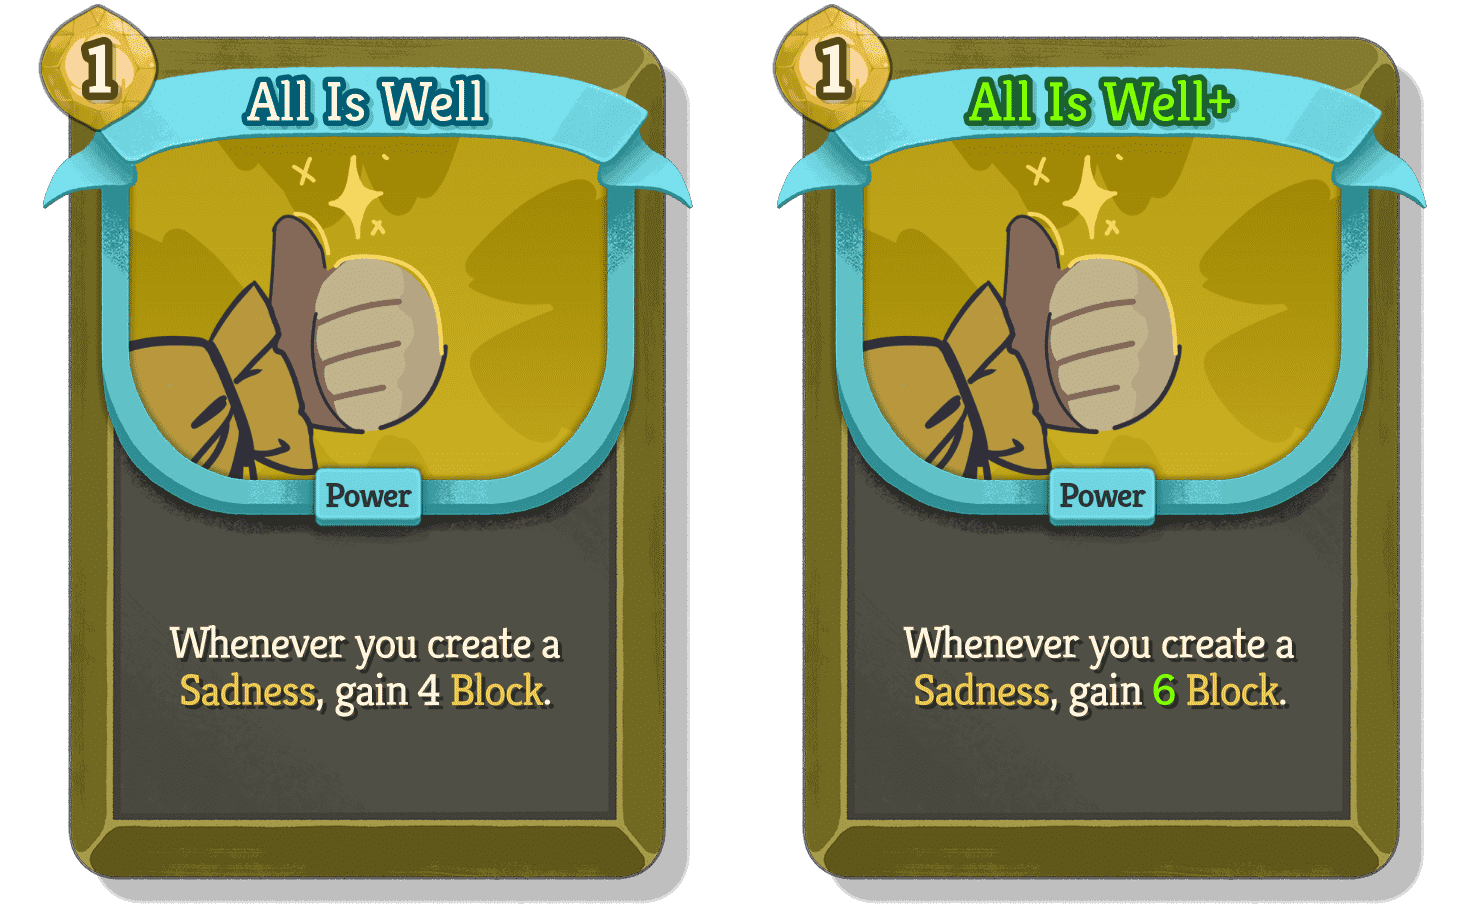 1
All Is Well
Power
Whenever you create a
Sadness, gain 4 Block.
1
All Is Well+
Power
Whenever you create a
Sadness, gain 6 Block.